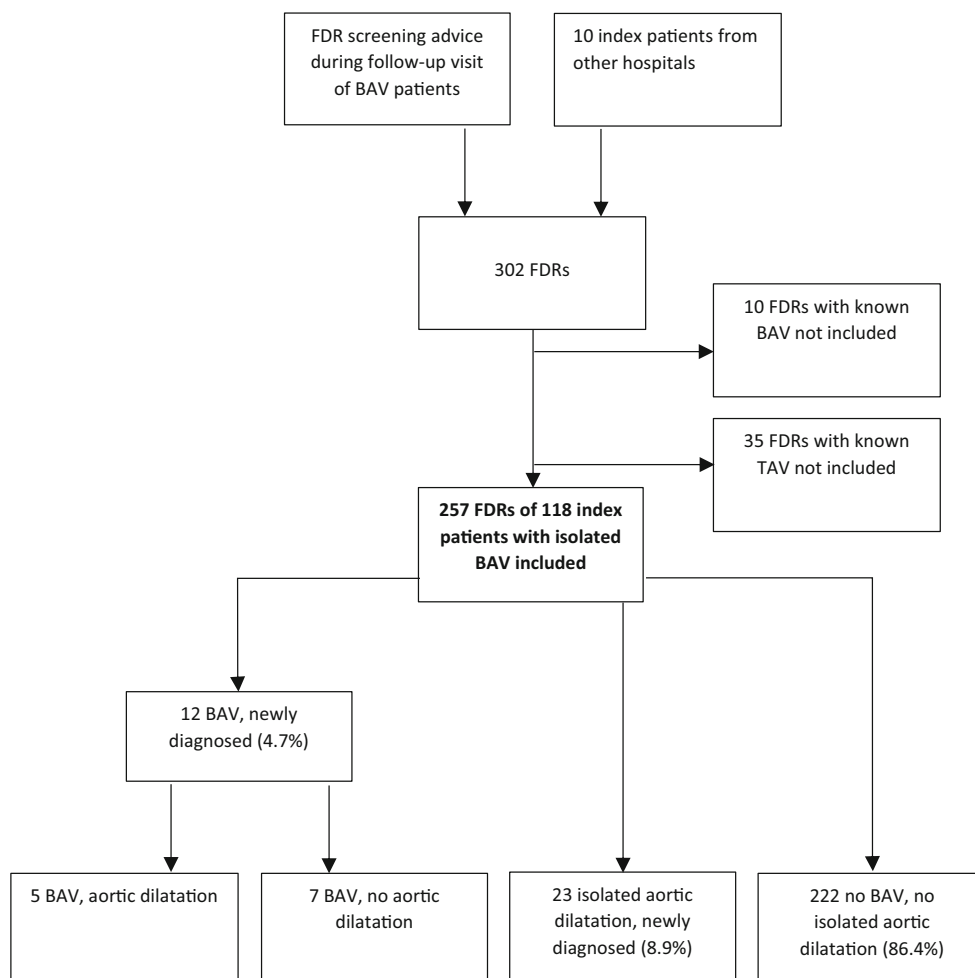 FDR screening advice
during follow-up visit
of BAV patients
10 index patients from
other hospitals
302 FDRs
10 FDRs with known
BAV not included
35 FDRs with known
TAV not included
257 FDRs of 118 index
patients with isolated
BAV included
12 BAV, newly
diagnosed (4.7%)
5 BAV, aortic dilatation
7 BAV, no aortic
dilatation
23 isolated aortic
dilatation, newly
diagnosed (8.9%)
222 no BAV, no
isolated aortic
dilatation (86.4%)